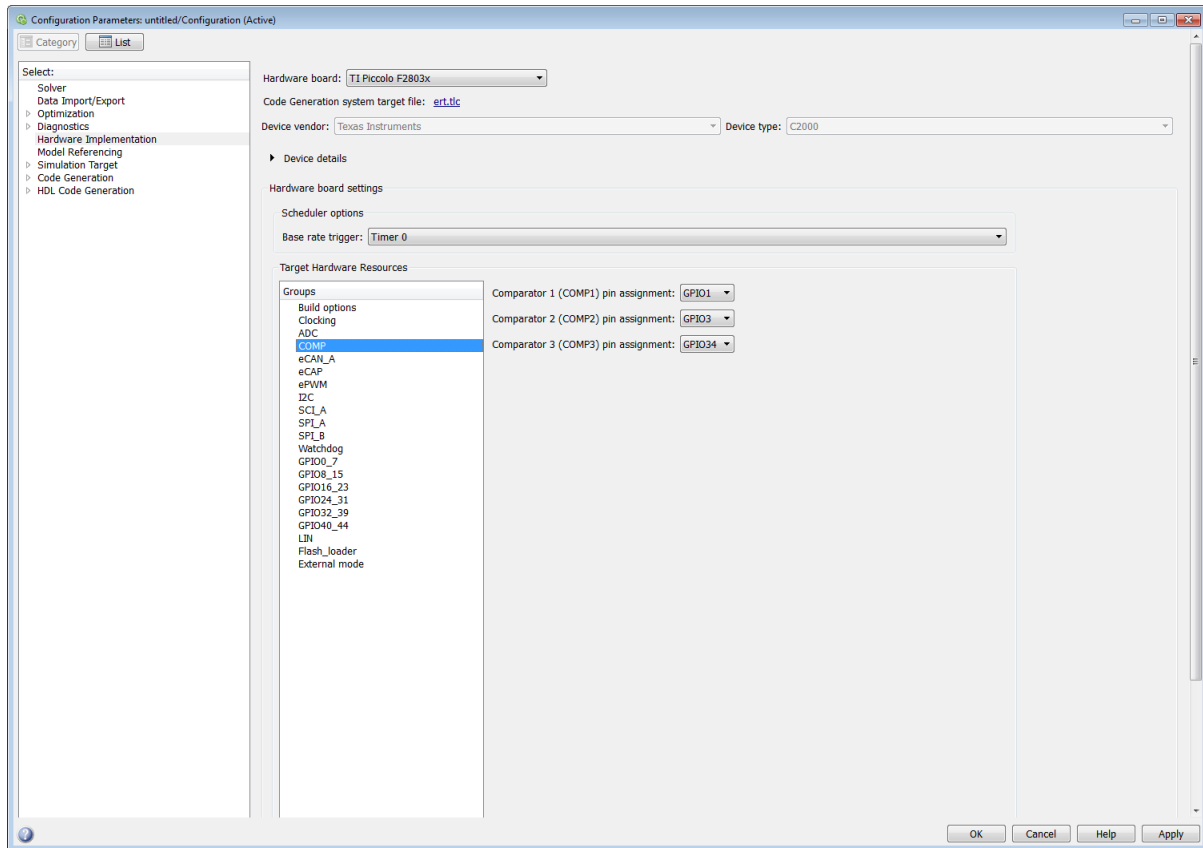 Configuration Parameters: untitled/Configuration (Active)
Category List
Select:
Solver
Data Import/Export
Optimization
Diagnostics
Hardware Implementation
Model Referencing
Simulation Target
Code Generation
HDL Code Generation
Hardware board: TI Piccolo F2803x
Code Generation system target file: ert.tlc
Device vendor: Texas Instruments Device type: C2000
Device details
Hardware board settings
Scheduler options
Base rate trigger: Timer 0
Target Hardware Resources
Groups
Build options
Clocking
ADC
COMP
eCAN_A
eCAP
ePWM
I2C
SCI_A
SPI_A
SPI_B
Watchdog
GPIO0_7
GPIO8_15
GPIO16_23
GPIO24_31
GPIO32_39
GPIO40_44
LIN
Flash_loader
External mode
Comparator 1 (COMP1) pin assignment: GPIO1
Comparator 2 (COMP2) pin assignment: GPIO3
Comparator 3 (COMP3) pin assignment: GPIO34
OK Cancel Help Apply